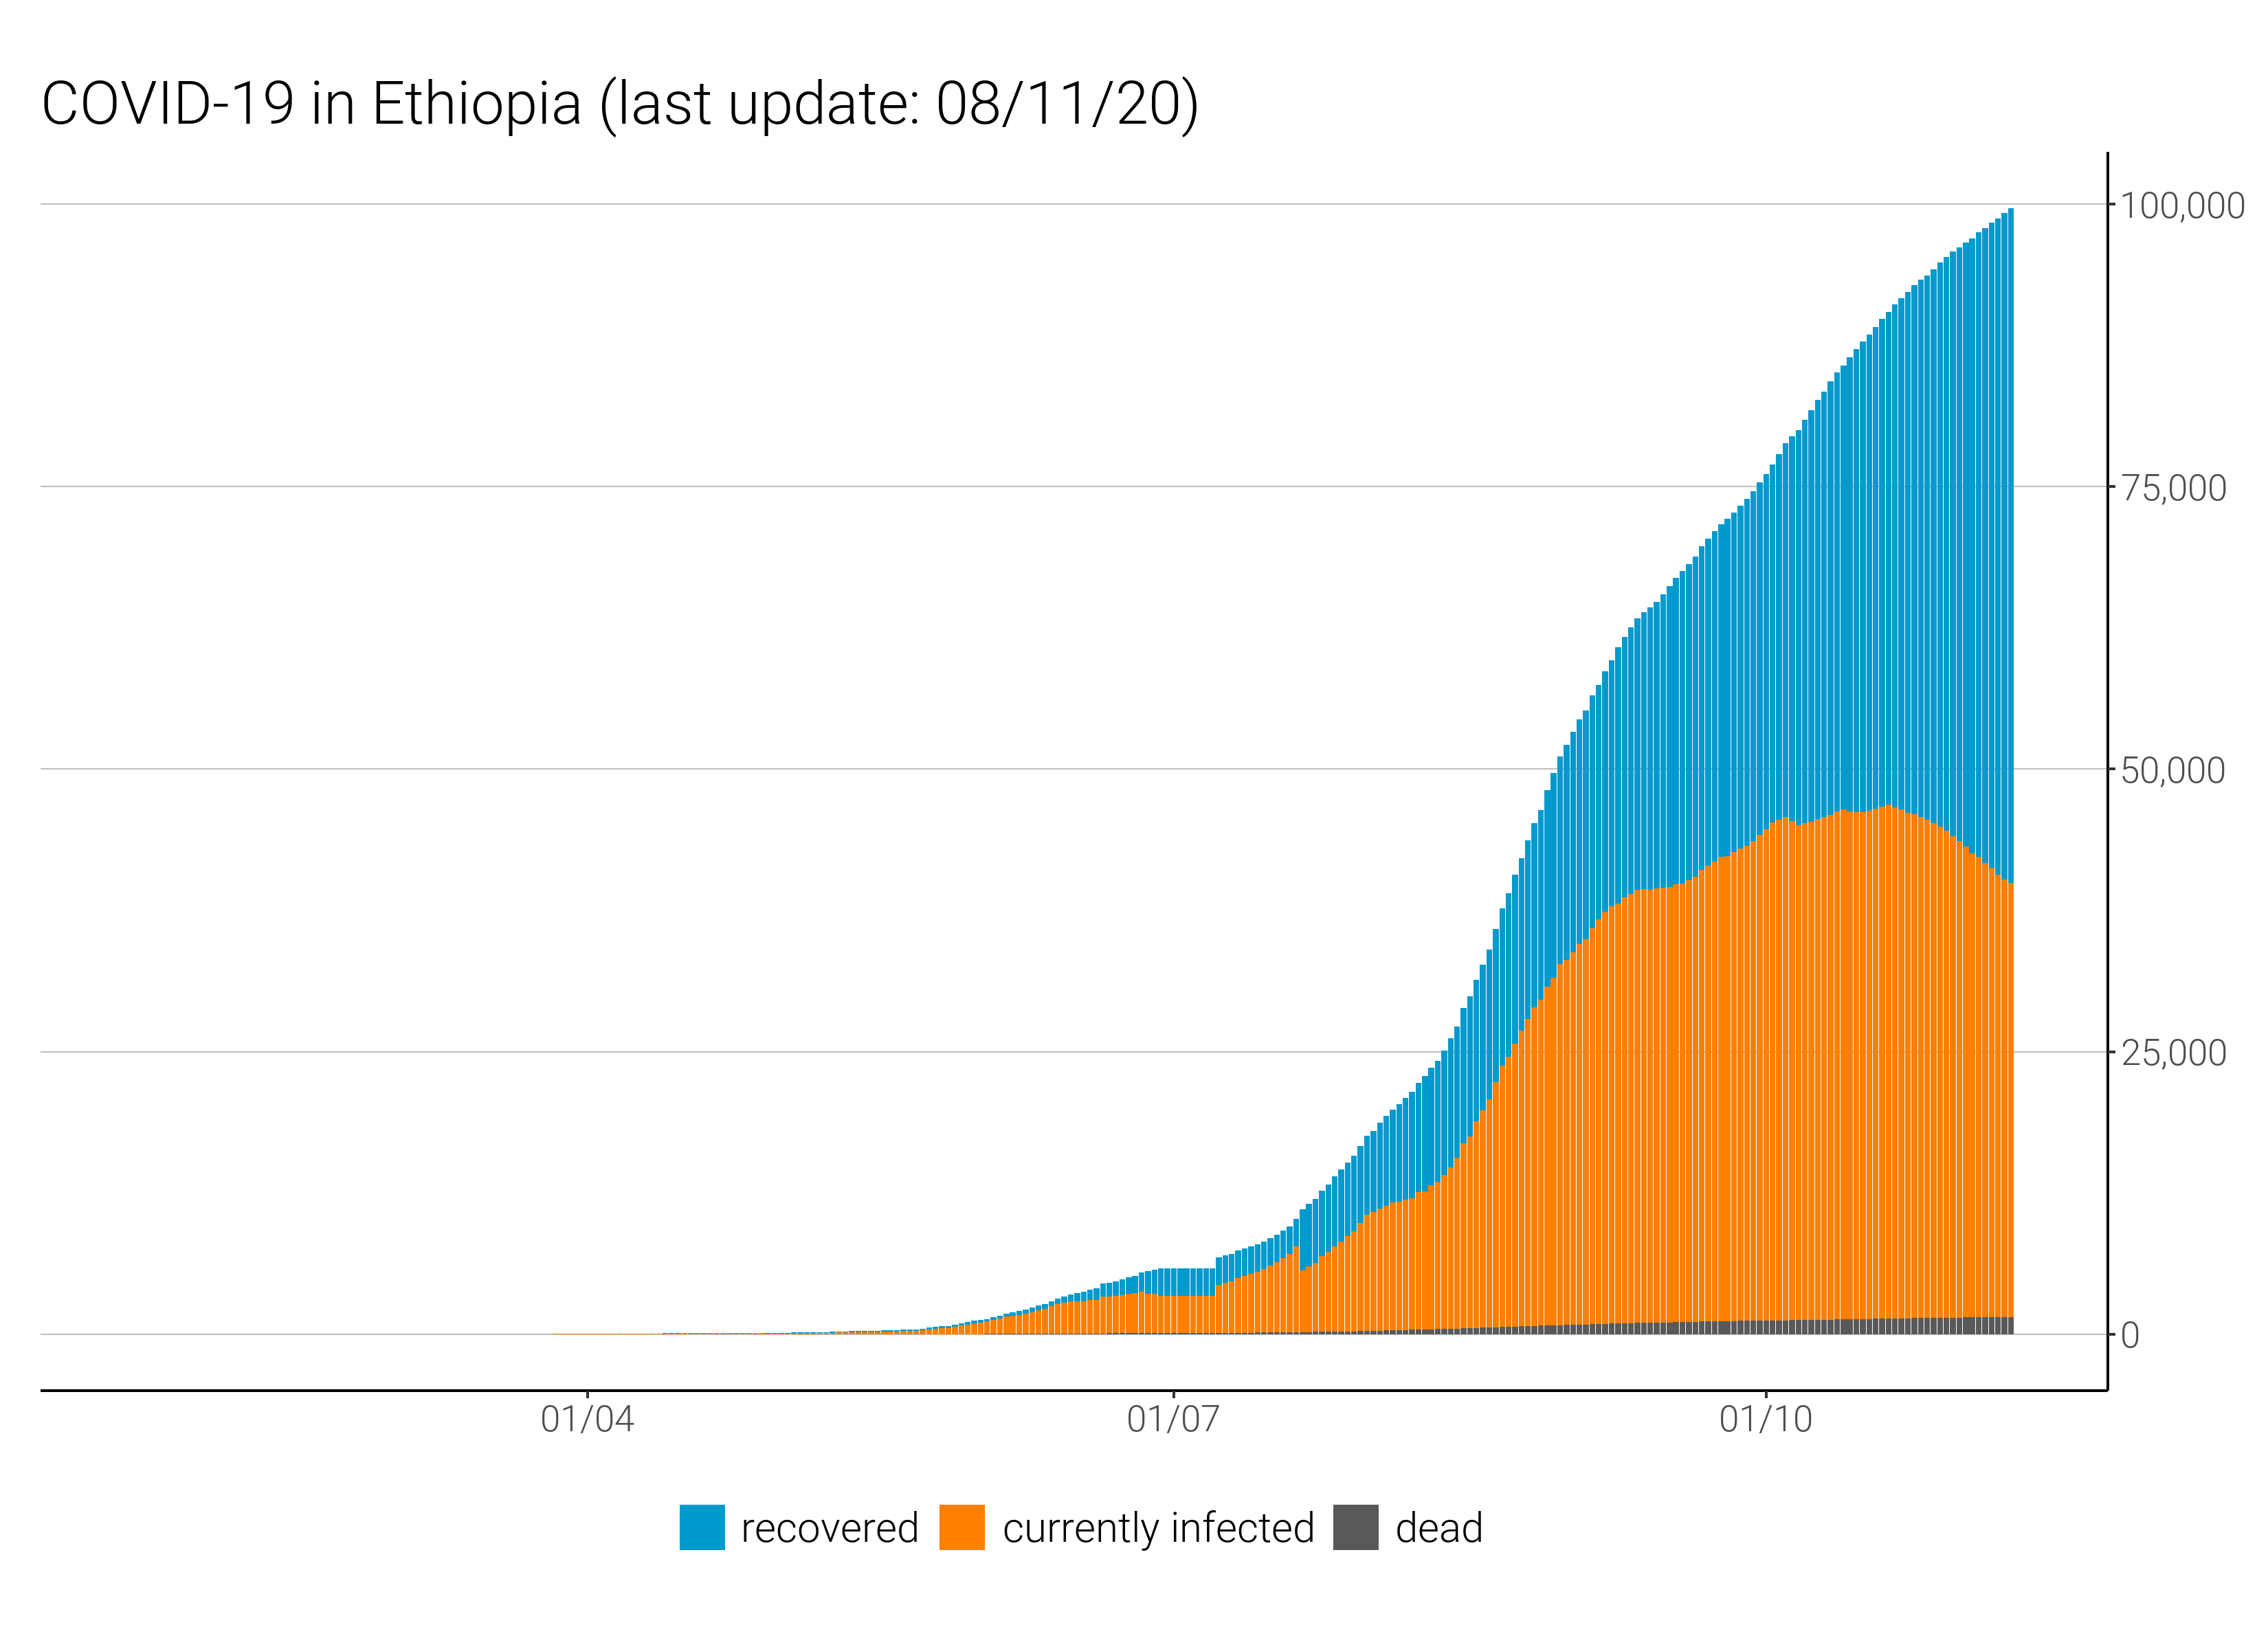 COVID-19 in Ethiopia (last update: 08/11/20)
100,000
75,000
50,000
25,000
0
01/04 01/07 01/10
recovered currently infected dead